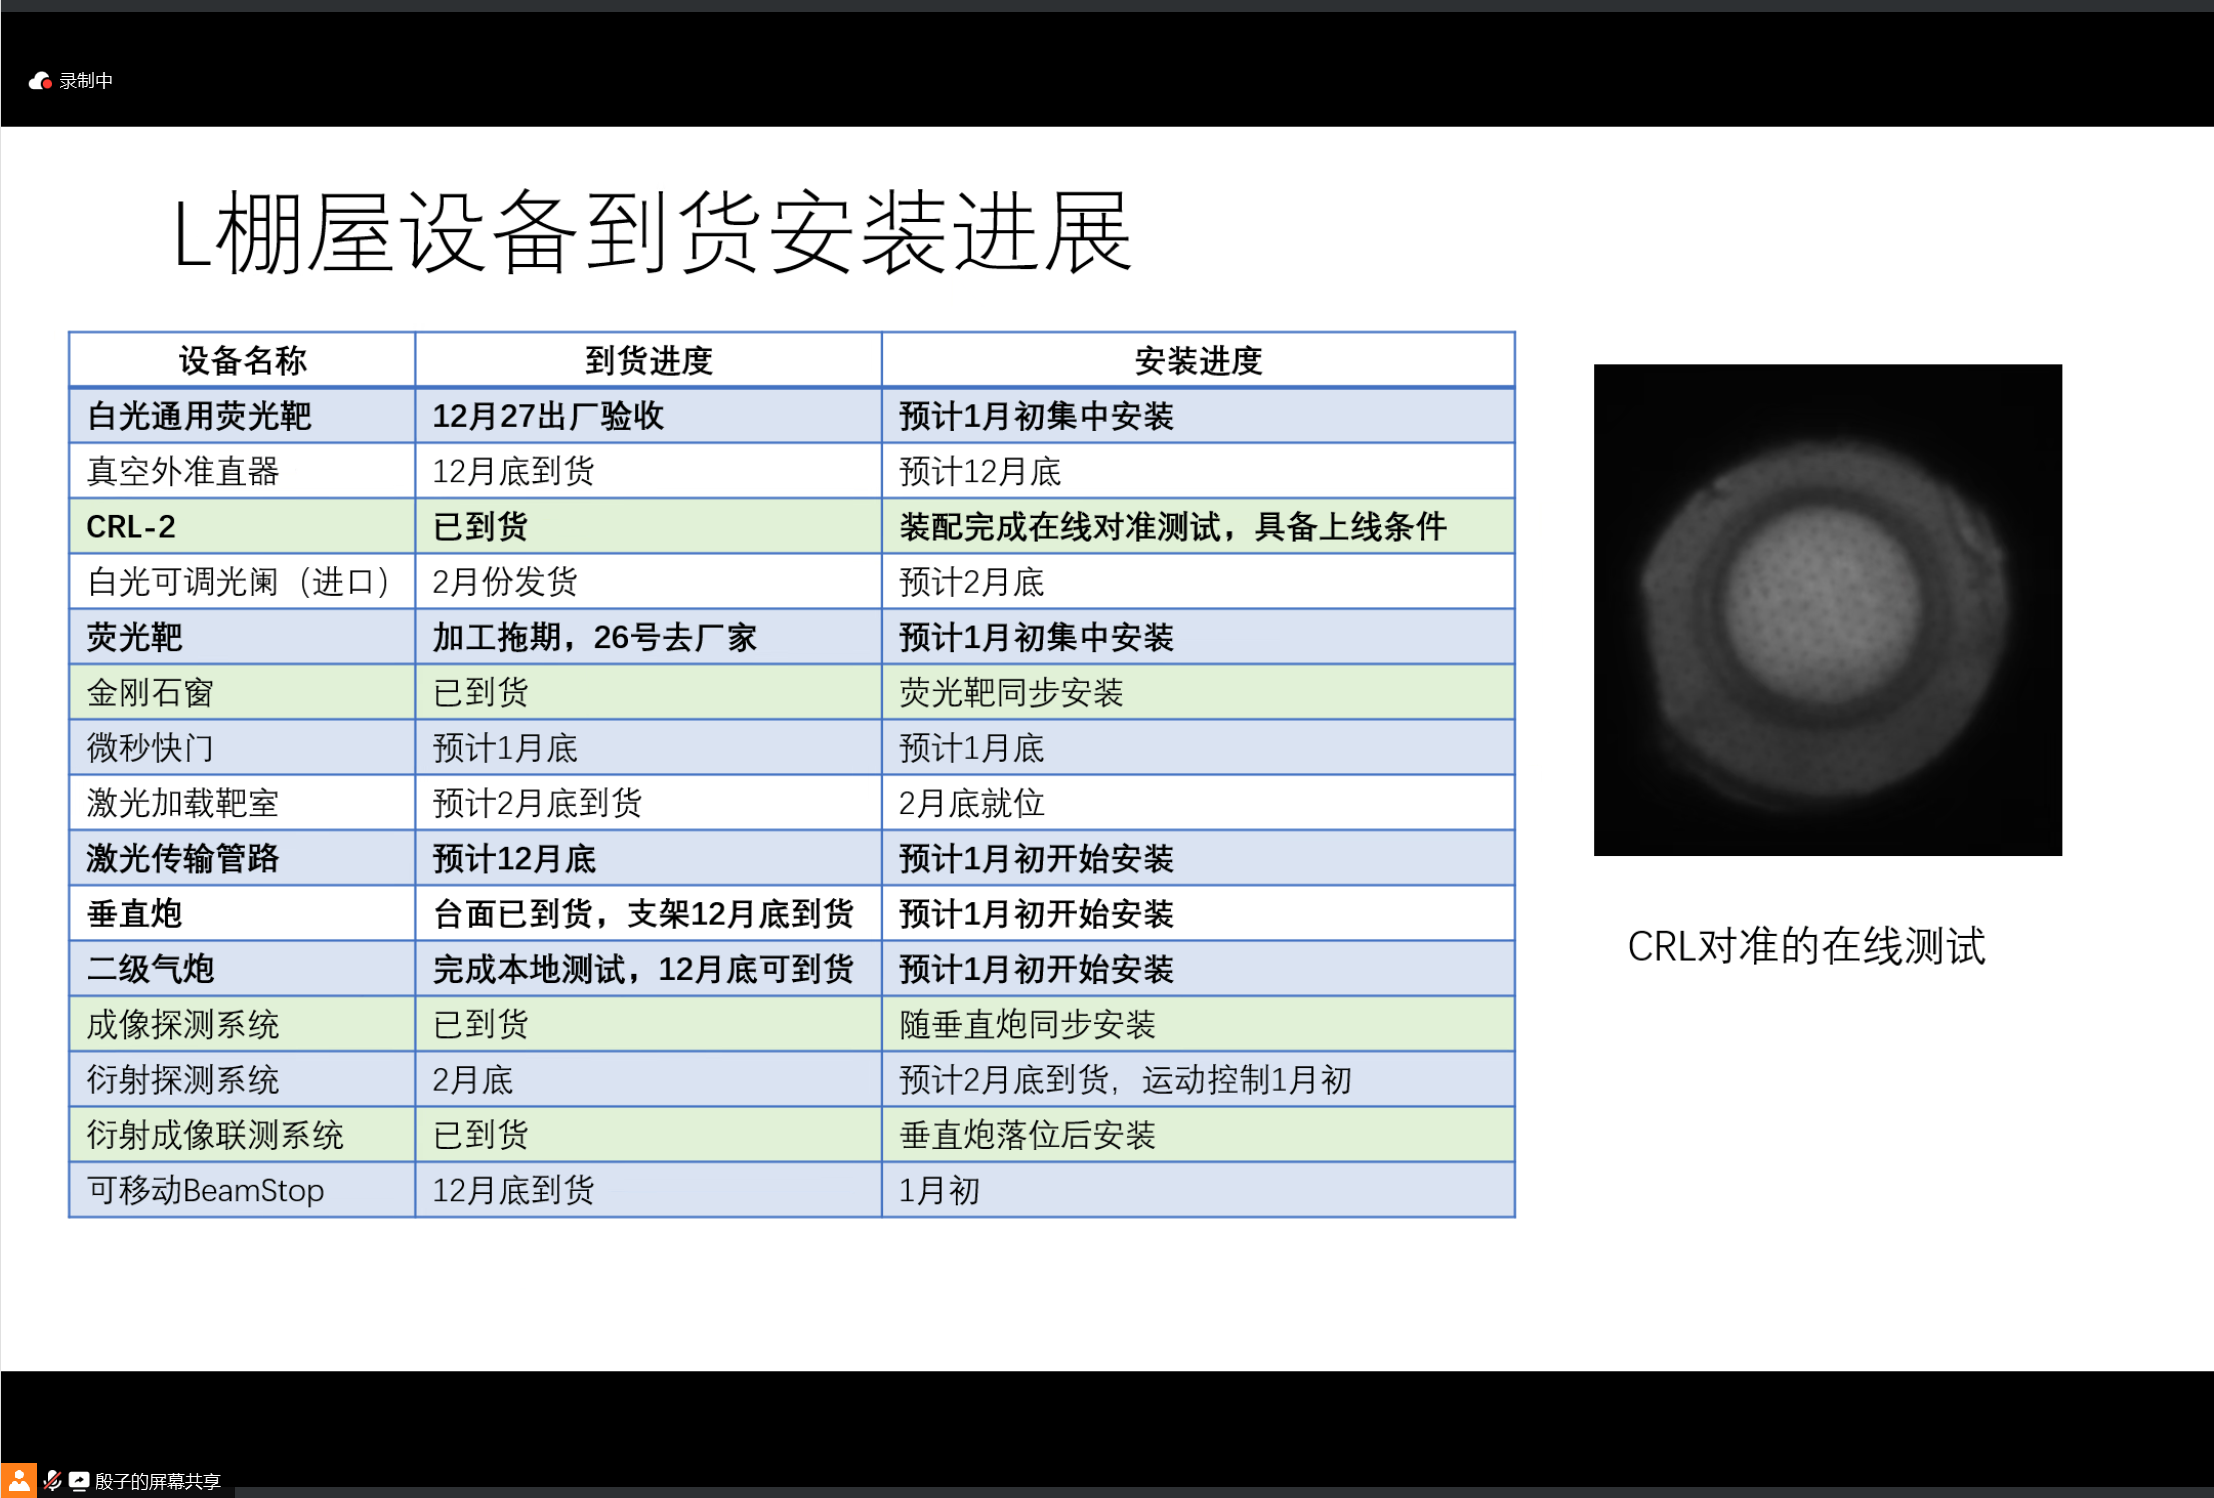 录制中
L棚屋设备到货安装进展
设备名称 到货进度 安装进度
白光通用荧光靶 12月27出厂验收 预计1月初集中安装
真空外准直器 12月底到货 预计12月底
CRL-2 已到货 装配完成在线对准测试，具备上线条件
白光可调光阑（进口） 2月份发货 预计2月底
荧光靶 加工拖期，26号去厂家 预计1月初集中安装
金刚石窗 已到货 荧光靶同步安装
微秒快门 预计1月底 预计1月底
激光加载靶室 预计2月底到货 2月底就位
激光传输管路 预计12月底 预计1月初开始安装
垂直炮 台面已到货，支架12月底到货 预计1月初开始安装
二级气炮 完成本地测试，12月底可到货 预计1月初开始安装
成像探测系统 已到货 随垂直炮同步安装
衍射探测系统 2月底 预计2月底到货，运动控制1月初
衍射成像联测系统 已到货 垂直炮落位后安装
可移动BeamStop 12月底到货 1月初
CRL对准的在线测试
殷子的屏幕共享